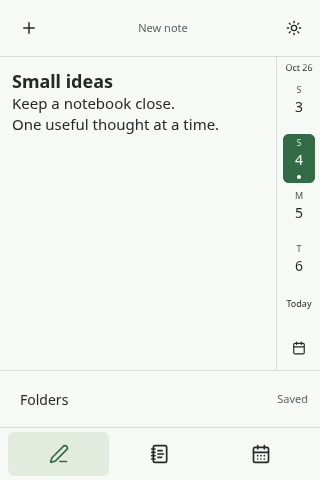 New note
Small ideas
Keep a notebook close.
One useful thought at a time.
Oct 26
S
3
S
4
M
5
T
6
Today
Folders
Saved